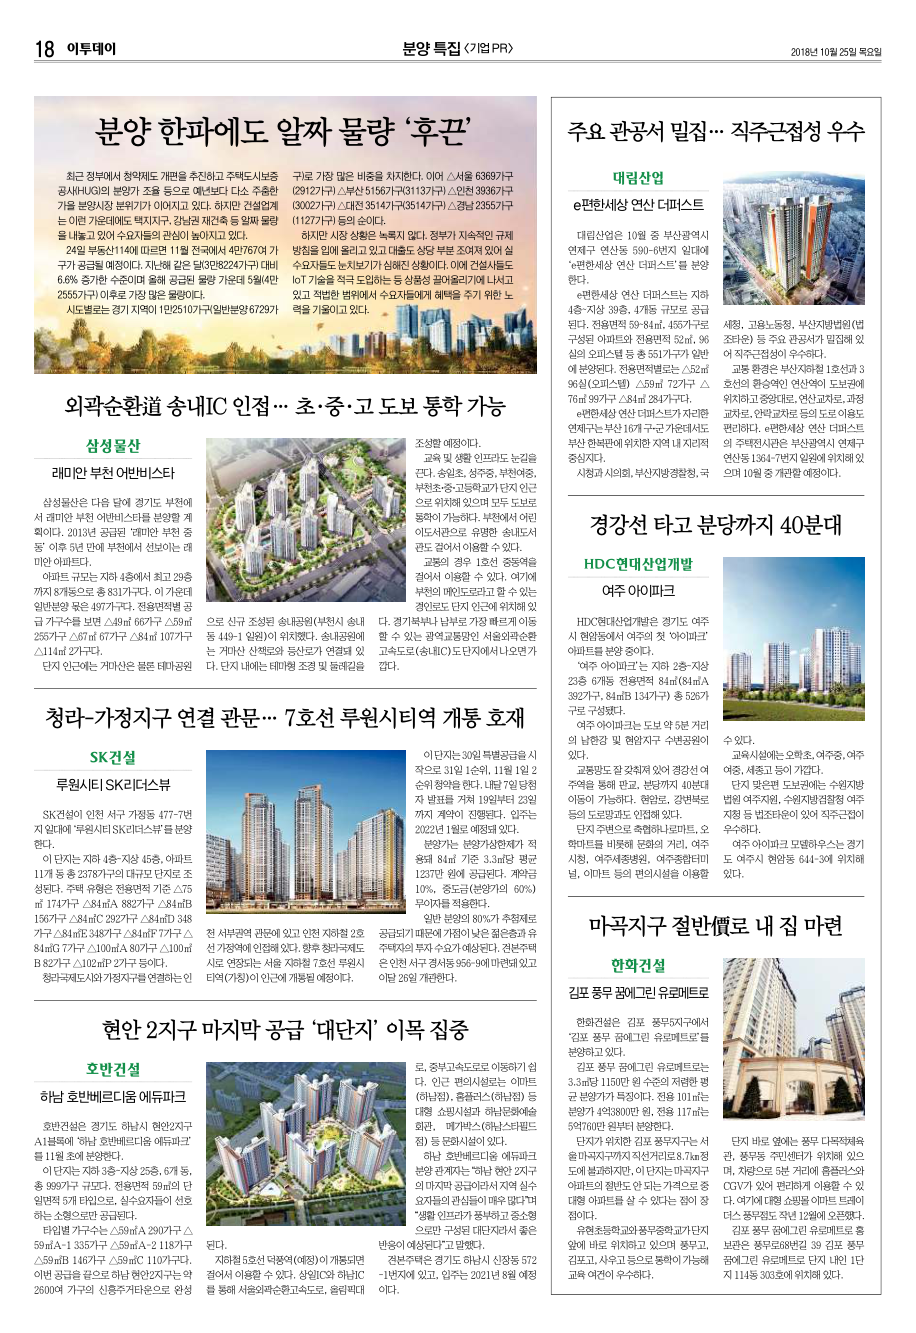 18 이투데이
분양 특집 〈기업 PR〉
2018년 10월 25일 목요일
분양 한파에도 알짜 물량 ‘후끈’
최근 정부에서 청약제도 개편을 추진하고 주택도시보증
공사(HUG)의 분양가 조율 등으로 예년보다 다소 주춤한
가을 분양시장 분위기가 이어지고 있다. 하지만 건설업계
는 이런 가운데에도 택지지구, 강남권 재건축 등 알짜 물량
을 내놓고 있어 수요자들의 관심이 높아지고 있다.
24일 부동산114에 따르면 11월 전국에서 4만767여 가
구가 공급될 예정이다. 지난해 같은 달(3만8224가구) 대비
6.6% 증가한 수준이며 올해 공급된 물량 가운데 5월(4만
2555가구) 이후로 가장 많은 물량이다.
시도별로는 경기 지역이 1만2510가구(일반분양 6729가
구)로 가장 많은 비중을 차지한다. 이어 △서울 6369가구
(2912가구) △부산 5156가구(3113가구) △인천 3936가구
(3002가구) △대전 3514가구(3514가구) △경남 2355가구
(1127가구) 등의 순이다.
하지만 시장 상황은 녹록지 않다. 정부가 지속적인 규제
방침을 입에 올리고 있고 대출도 상당 부분 조여져 있어 실
수요자들도 눈치보기가 심해진 상황이다. 이에 건설사들도
IoT 기술을 적극 도입하는 등 상품성 끌어올리기에 나서고
있고 적법한 범위에서 수요자들에게 혜택을 주기 위한 노
력을 기울이고 있다.
외곽순환道 송내IC 인접… 초·중·고 도보 통학 가능
삼성물산
래미안 부천 어반비스타
삼성물산은 다음 달에 경기도 부천에
서 래미안 부천 어반비스타를 분양할 계
획이다. 2013년 공급된 ‘래미안 부천 중
동’ 이후 5년 만에 부천에서 선보이는 래
미안 아파트다.
아파트 규모는 지하 4층에서 최고 29층
까지 8개동으로 총 831가구다. 이 가운데
일반분양 몫은 497가구다. 전용면적별 공
급 가구수를 보면 △49㎡ 66가구 △59㎡
255가구 △67㎡ 67가구 △84㎡ 107가구
△114㎡ 2가구다.
단지 인근에는 거마산은 물론 테마공원
으로 신규 조성된 송내공원(부천시 송내
동 449-1 일원)이 위치했다. 송내공원에
는 거마산 산책로와 등산로가 연결돼 있
다. 단지 내에는 테마형 조경 및 둘레길을
조성할 예정이다.
교육 및 생활 인프라도 눈길을
끈다. 송일초, 성주중, 부천여중,
부천초·중·고등학교가 단지 인근
으로 위치해 있으며 모두 도보로
통학이 가능하다. 부천에서 어린
이도서관으로 유명한 송내도서
관도 걸어서 이용할 수 있다.
교통의 경우 1호선 중동역을
걸어서 이용할 수 있다. 여기에
부천의 메인도로라고 할 수 있는
경인로도 단지 인근에 위치해 있
다. 경기북부나 남부로 가장 빠르게 이동
할 수 있는 광역교통망인 서울외곽순환
고속도로(송내IC)도 단지에서 나오면 가
깝다.
청라-가정지구 연결 관문… 7호선 루원시티역 개통 호재
SK건설
루원시티 SK리더스뷰
SK건설이 인천 서구 가정동 477-7번
지 일대에 ‘루원시티 SK리더스뷰’를 분양
한다.
이 단지는 지하 4층~지상 45층, 아파트
11개 동 총 2378가구의 대규모 단지로 조
성된다. 주택 유형은 전용면적 기준 △75
㎡ 174가구 △84㎡A 882가구 △84㎡B
156가구 △84㎡C 292가구 △84㎡D 348
가구 △84㎡E 348가구 △84㎡F 7가구 △
84㎡G 7가구 △100㎡A 80가구 △100㎡
B 82가구 △102㎡P 2가구 등이다.
청라국제도시와 가정지구를 연결하는 인
천 서부권역 관문에 있고 인천 지하철 2호
선 가정역에 인접해 있다. 향후 청라국제도
시로 연장되는 서울 지하철 7호선 루원시
티역(가칭)이 인근에 개통될 예정이다.
이 단지는 30일 특별공급을 시
작으로 31일 1순위, 11월 1일 2
순위 청약을 한다. 내달 7일 당첨
자 발표를 거쳐 19일부터 23일
까지 계약이 진행된다. 입주는
2022년 1월로 예정돼 있다.
분양가는 분양가상한제가 적
용돼 84㎡ 기준 3.3㎡당 평균
1237만 원에 공급된다. 계약금
10%, 중도금(분양가의 60%)
무이자를 적용한다.
일반 분양의 80%가 추첨제로
공급되기 때문에 가점이 낮은 젊은층과 유
주택자의 투자 수요가 예상된다. 견본주택
은 인천 서구 경서동 956-9에 마련돼 있고
이달 26일 개관한다.
현안 2지구 마지막 공급 ‘대단지’ 이목 집중
호반건설
하남 호반베르디움 에듀파크
호반건설은 경기도 하남시 현안2지구
A1블록에 ‘하남 호반베르디움 에듀파크’
를 11월 초에 분양한다.
이 단지는 지하 3층~지상 25층, 6개 동,
총 999가구 규모다. 전용면적 59㎡의 단
일면적 5개 타입으로, 실수요자들이 선호
하는 소형으로만 공급된다.
타입별 가구수는 △59㎡A 290가구 △
59㎡A-1 335가구 △59㎡A-2 118가구
△59㎡B 146가구 △59㎡C 110가구다.
이번 공급을 끝으로 하남 현안2지구는 약
2600여 가구의 신흥주거타운으로 완성
된다.
지하철 5호선 덕풍역(예정)이 개통되면
걸어서 이용할 수 있다. 상일IC와 하남IC
를 통해 서울외곽순환고속도로, 올림픽대
로, 중부고속도로로 이동하기 쉽
다. 인근 편의시설로는 이마트
(하남점), 홈플러스(하남점) 등
대형 쇼핑시설과 하남문화예술
회관, 메가박스(하남스타필드
점) 등 문화시설이 있다.
하남 호반베르디움 에듀파크
분양 관계자는 “하남 현안 2지구
의 마지막 공급이라서 지역 실수
요자들의 관심들이 매우 많다”며
“생활 인프라가 풍부하고 중소형
으로만 구성된 대단지라서 좋은
반응이 예상된다”고 말했다.
견본주택은 경기도 하남시 신장동 572
-1번지에 있고, 입주는 2021년 8월 예정
이다.
주요 관공서 밀집… 직주근접성 우수
대림산업
e편한세상 연산 더퍼스트
대림산업은 10월 중 부산광역시
연제구 연산동 590-6번지 일대에
‘e편한세상 연산 더퍼스트’를 분양
한다.
e편한세상 연산 더퍼스트는 지하
4층~지상 39층, 4개동 규모로 공급
된다. 전용면적 59~84㎡, 455가구로
구성된 아파트와 전용면적 52㎡, 96
실의 오피스텔 등 총 551가구가 일반
에 분양된다. 전용면적별로는 △52㎡
96실(오피스텔) △59㎡ 72가구 △
76㎡ 99가구 △84㎡ 284가구다.
e편한세상 연산 더퍼스트가 자리한
연제구는 부산 16개 구·군 가운데서도
부산 한복판에 위치한 지역 내 지리적
중심지다.
시청과 시의회, 부산지방경찰청, 국
세청, 고용노동청, 부산지방법원(법
조타운) 등 주요 관공서가 밀집해 있
어 직주근접성이 우수하다.
교통 환경은 부산지하철 1호선과 3
호선의 환승역인 연산역이 도보권에
위치하고 중앙대로, 연산교차로, 과정
교차로, 안락교차로 등의 도로 이용도
편리하다. e편한세상 연산 더퍼스트
의 주택전시관은 부산광역시 연제구
연산동 1364-7번지 일원에 위치해 있
으며 10월 중 개관할 예정이다.
경강선 타고 분당까지 40분대
HDC현대산업개발
여주 아이파크
HDC현대산업개발은 경기도 여주
시 현암동에서 여주의 첫 ‘아이파크’
아파트를 분양 중이다.
‘여주 아이파크’는 지하 2층~지상
23층 6개동 전용면적 84㎡(84㎡A
392가구, 84㎡B 134가구) 총 526가
구로 구성됐다.
여주 아이파크는 도보 약 5분 거리
의 남한강 및 현암지구 수변공원이
있다.
교통망도 잘 갖춰져 있어 경강선 여
주역을 통해 판교, 분당까지 40분대
이동이 가능하다. 현암로, 강변북로
등의 도로망과도 인접해 있다.
단지 주변으로 축협하나로마트, 오
학마트를 비롯해 문화의 거리, 여주
시청, 여주세종병원, 여주종합터미
널, 이마트 등의 편의시설을 이용할
수 있다.
교육시설에는 오학초, 여주중, 여주
여중, 세종고 등이 가깝다.
단지 맞은편 도보권에는 수원지방
법원 여주지원, 수원지방검찰청 여주
지청 등 법조타운이 있어 직주근접이
우수하다.
여주 아이파크 모델하우스는 경기
도 여주시 현암동 644-3에 위치해
있다.
마곡지구 절반價로 내 집 마련
한화건설
김포 풍무 꿈에그린 유로메트로
한화건설은 김포 풍무5지구에서
‘김포 풍무 꿈에그린 유로메트로’를
분양하고 있다.
김포 풍무 꿈에그린 유로메트로는
3.3㎡당 1150만 원 수준의 저렴한 평
균 분양가가 특징이다. 전용 101㎡는
분양가 4억3800만 원, 전용 117㎡는
5억760만 원부터 분양한다.
단지가 위치한 김포 풍무지구는 서
울 마곡지구까지 직선거리로 8.7㎞ 정
도에 불과하지만, 이 단지는 마곡지구
아파트의 절반도 안 되는 가격으로 중
대형 아파트를 살 수 있다는 점이 장
점이다.
유현초등학교와 풍무중학교가 단지
앞에 바로 위치하고 있으며 풍무고,
김포고, 사우고 등으로 통학이 가능해
교육 여건이 우수하다.
단지 바로 옆에는 풍무 다목적체육
관, 풍무동 주민센터가 위치해 있으
며, 차량으로 5분 거리에 홈플러스와
CGV가 있어 편리하게 이용할 수 있
다. 여기에 대형 쇼핑몰 이마트 트레이
더스 풍무점도 작년 12월에 오픈했다.
김포 풍무 꿈에그린 유로메트로 홍
보관은 풍무로68번길 39 김포 풍무
꿈에그린 유로메트로 단지 내인 1단
지 114동 303호에 위치해 있다.